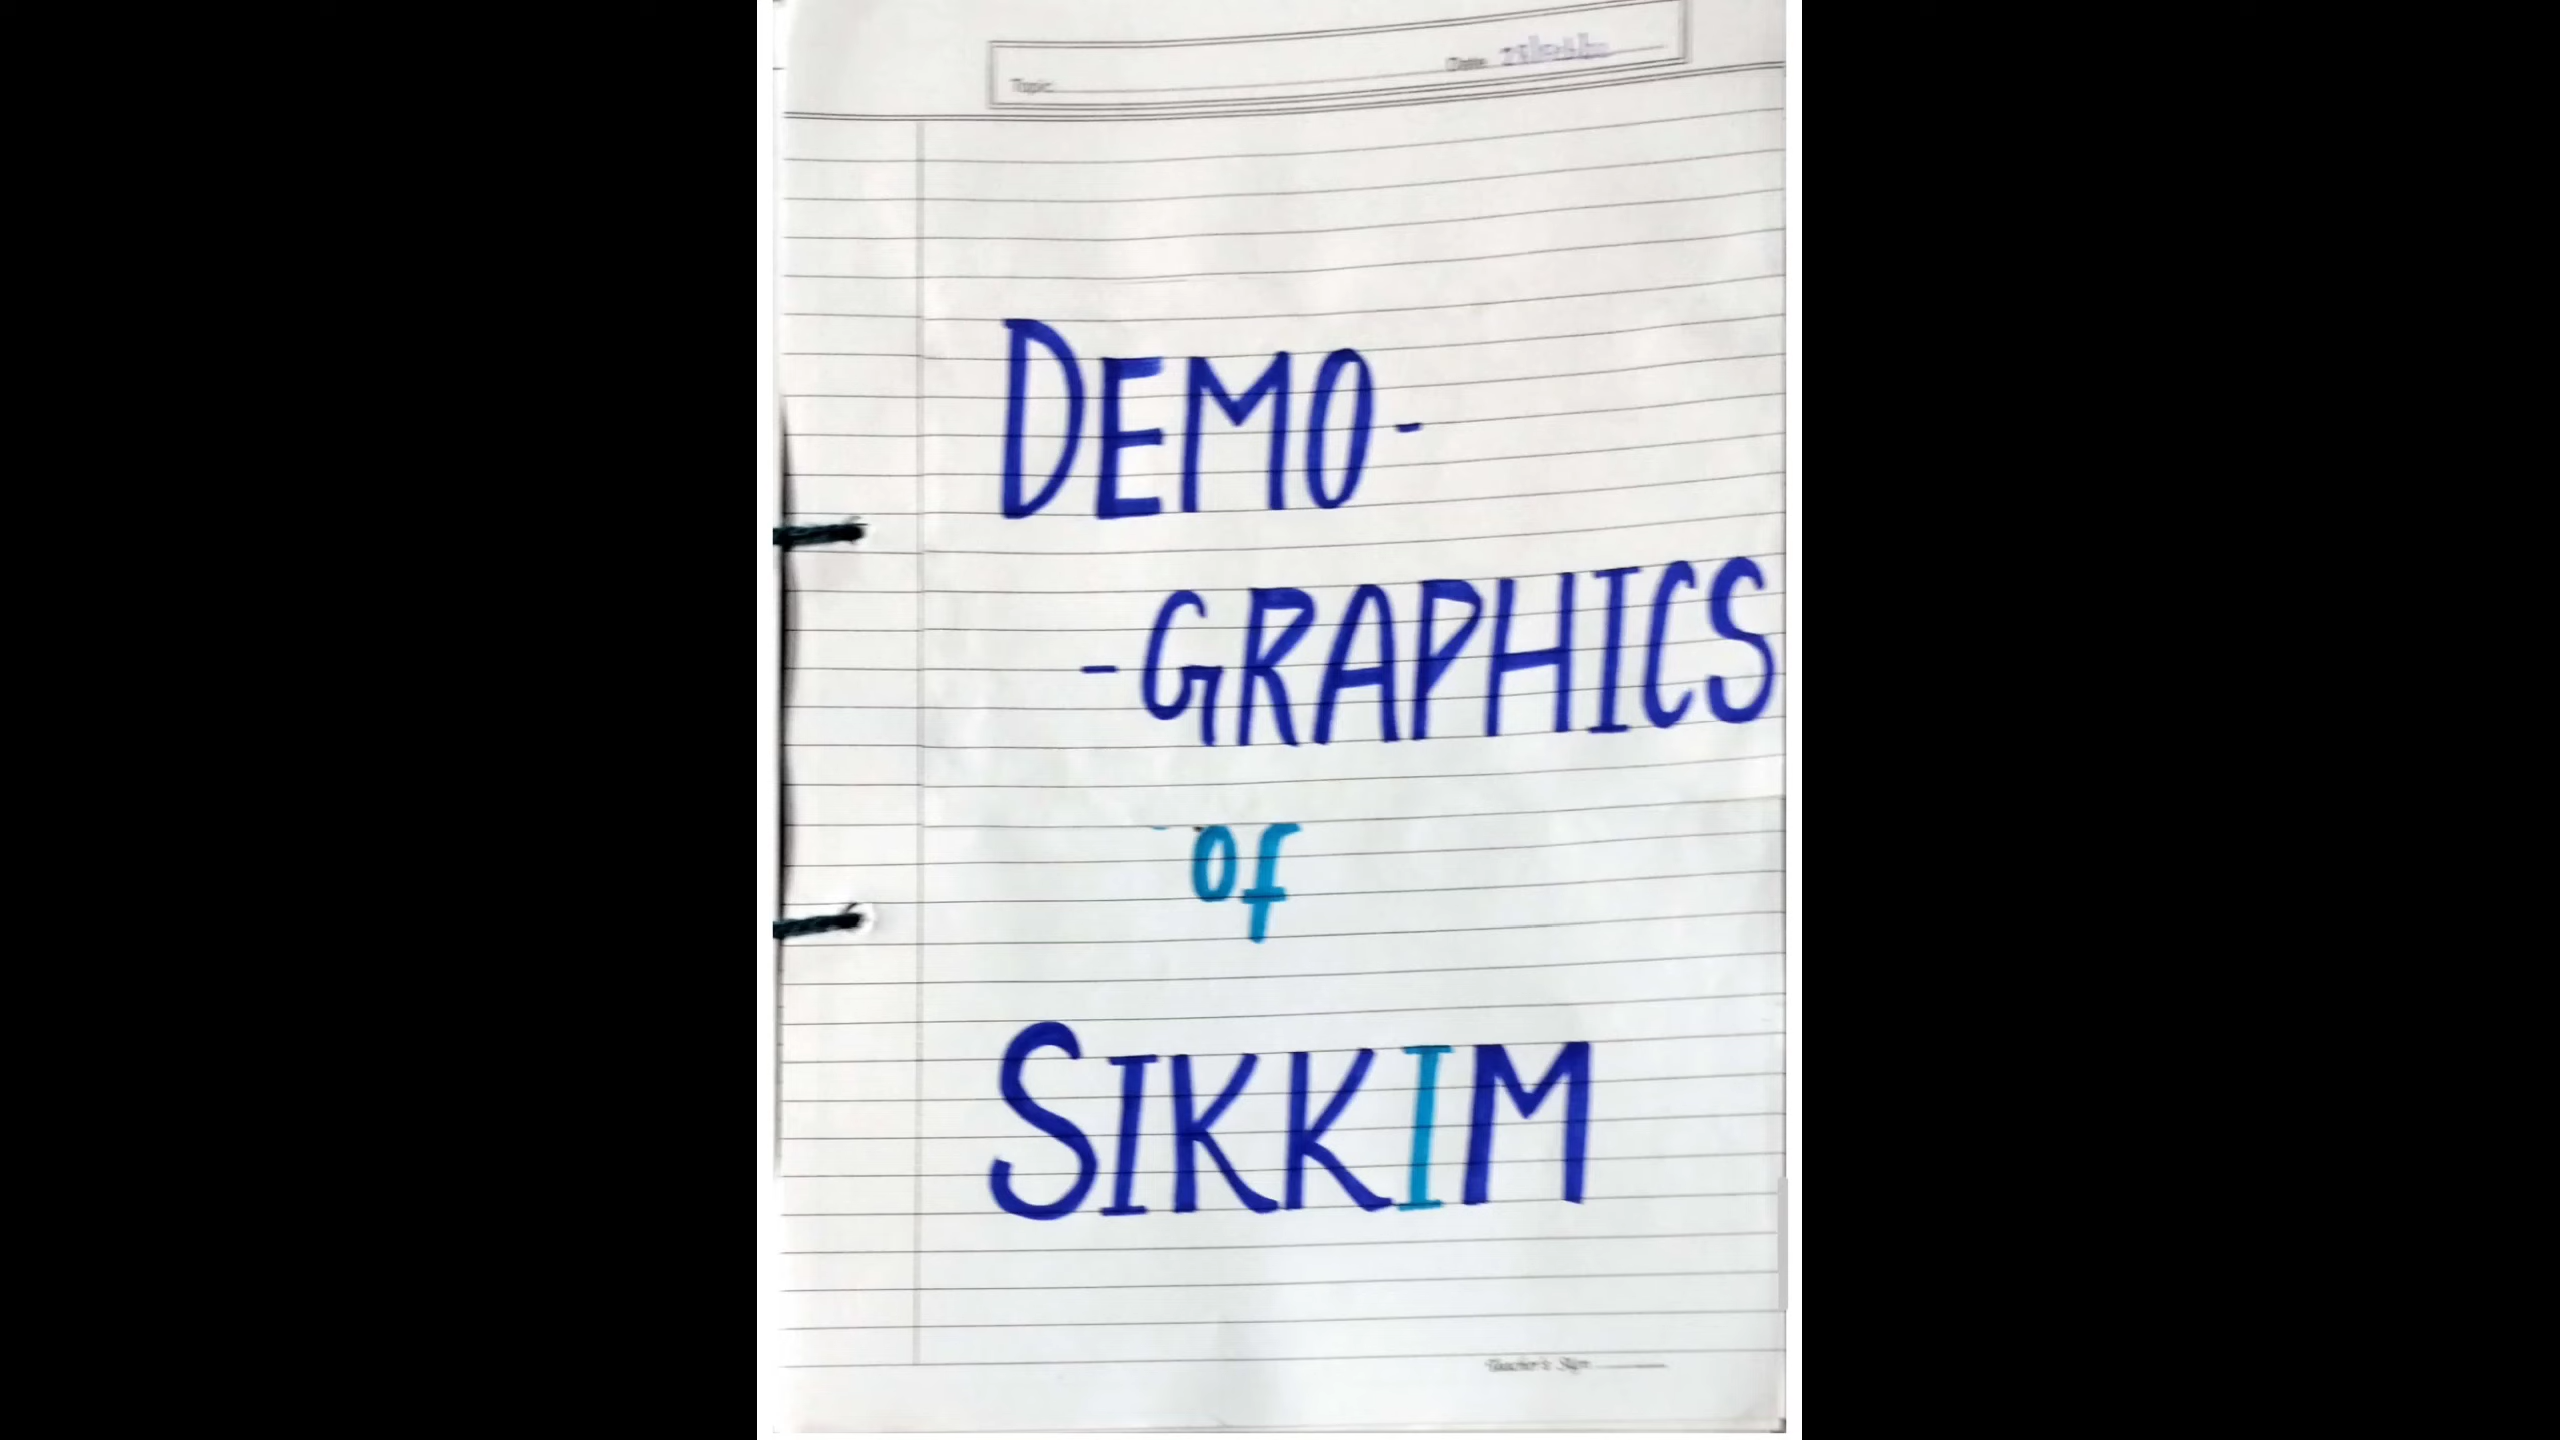 Topic
Date
DEMO-
-GRAPHICS
of
SIKKIM
Teacher's Sign